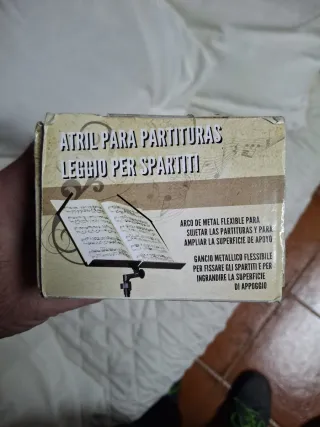 ATRIL PARA PARTITURAS
LEGGIO PER SPARTITI
ARCO DE METAL FLEXIBLE PARA
SUJETAR LAS PARTITURAS Y PARA
AMPLIAR LA SUPERFICIE DE APOYO
GANCIO METALLICO FLESSIBILE
PER FISSARE GLI SPARTITI E PER
INGRANDIRE LA SUPERFICIE
DI APPOGGIO